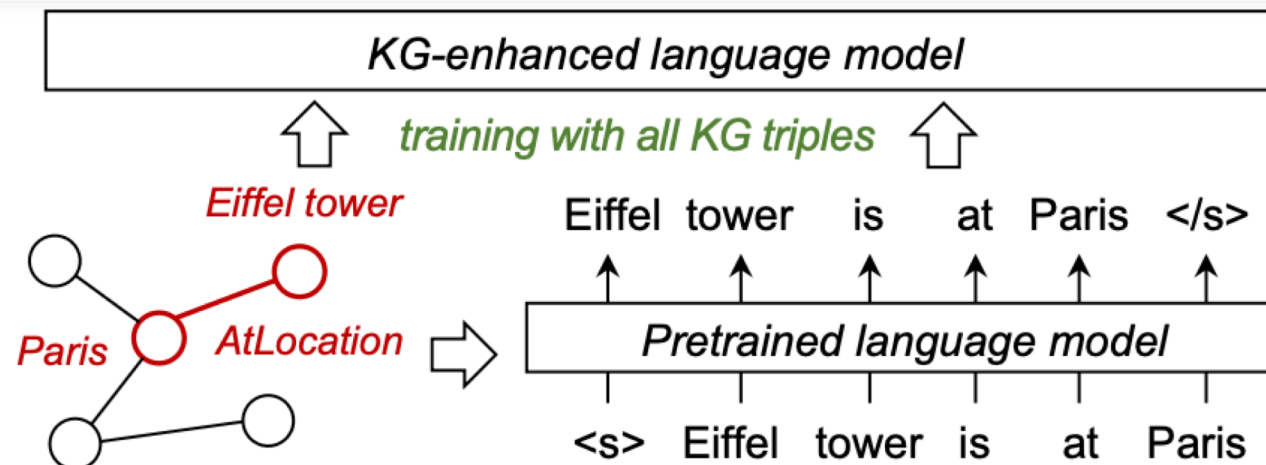 KG-enhanced language model
training with all KG triples
Eiffel tower
Eiffel tower is at Paris </s>
Paris
AtLocation
Pretrained language model
<s> Eiffel tower is at Paris